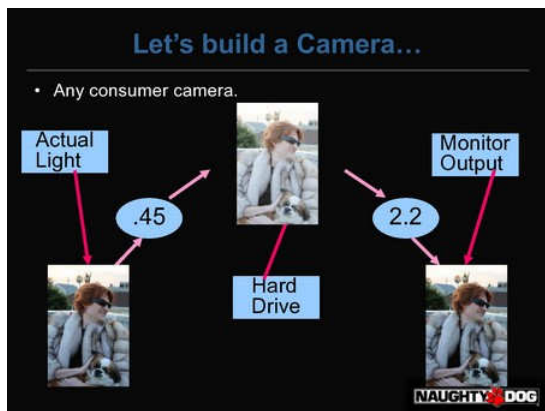 Let's build a Camera...
• Any consumer camera.
Actual
Light
.45
Hard
Drive
2.2
Monitor
Output
NAUGHTY DOG